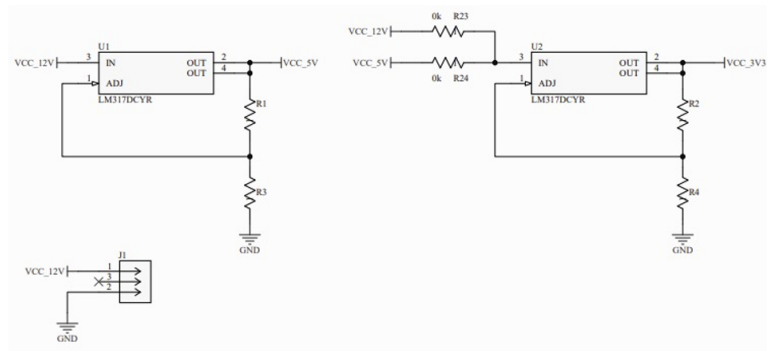 U1
VCC_12V
3
IN
OUT
2
VCC_5V
OUT
4
1
ADJ
LM317DCYR
R1
R3
GND
0k R23
VCC_12V
VCC_5V
0k R24
U2
3
IN
OUT
2
VCC_3V3
OUT
4
1
ADJ
LM317DCYR
R2
R4
GND
J1
VCC_12V
1
3
2
GND